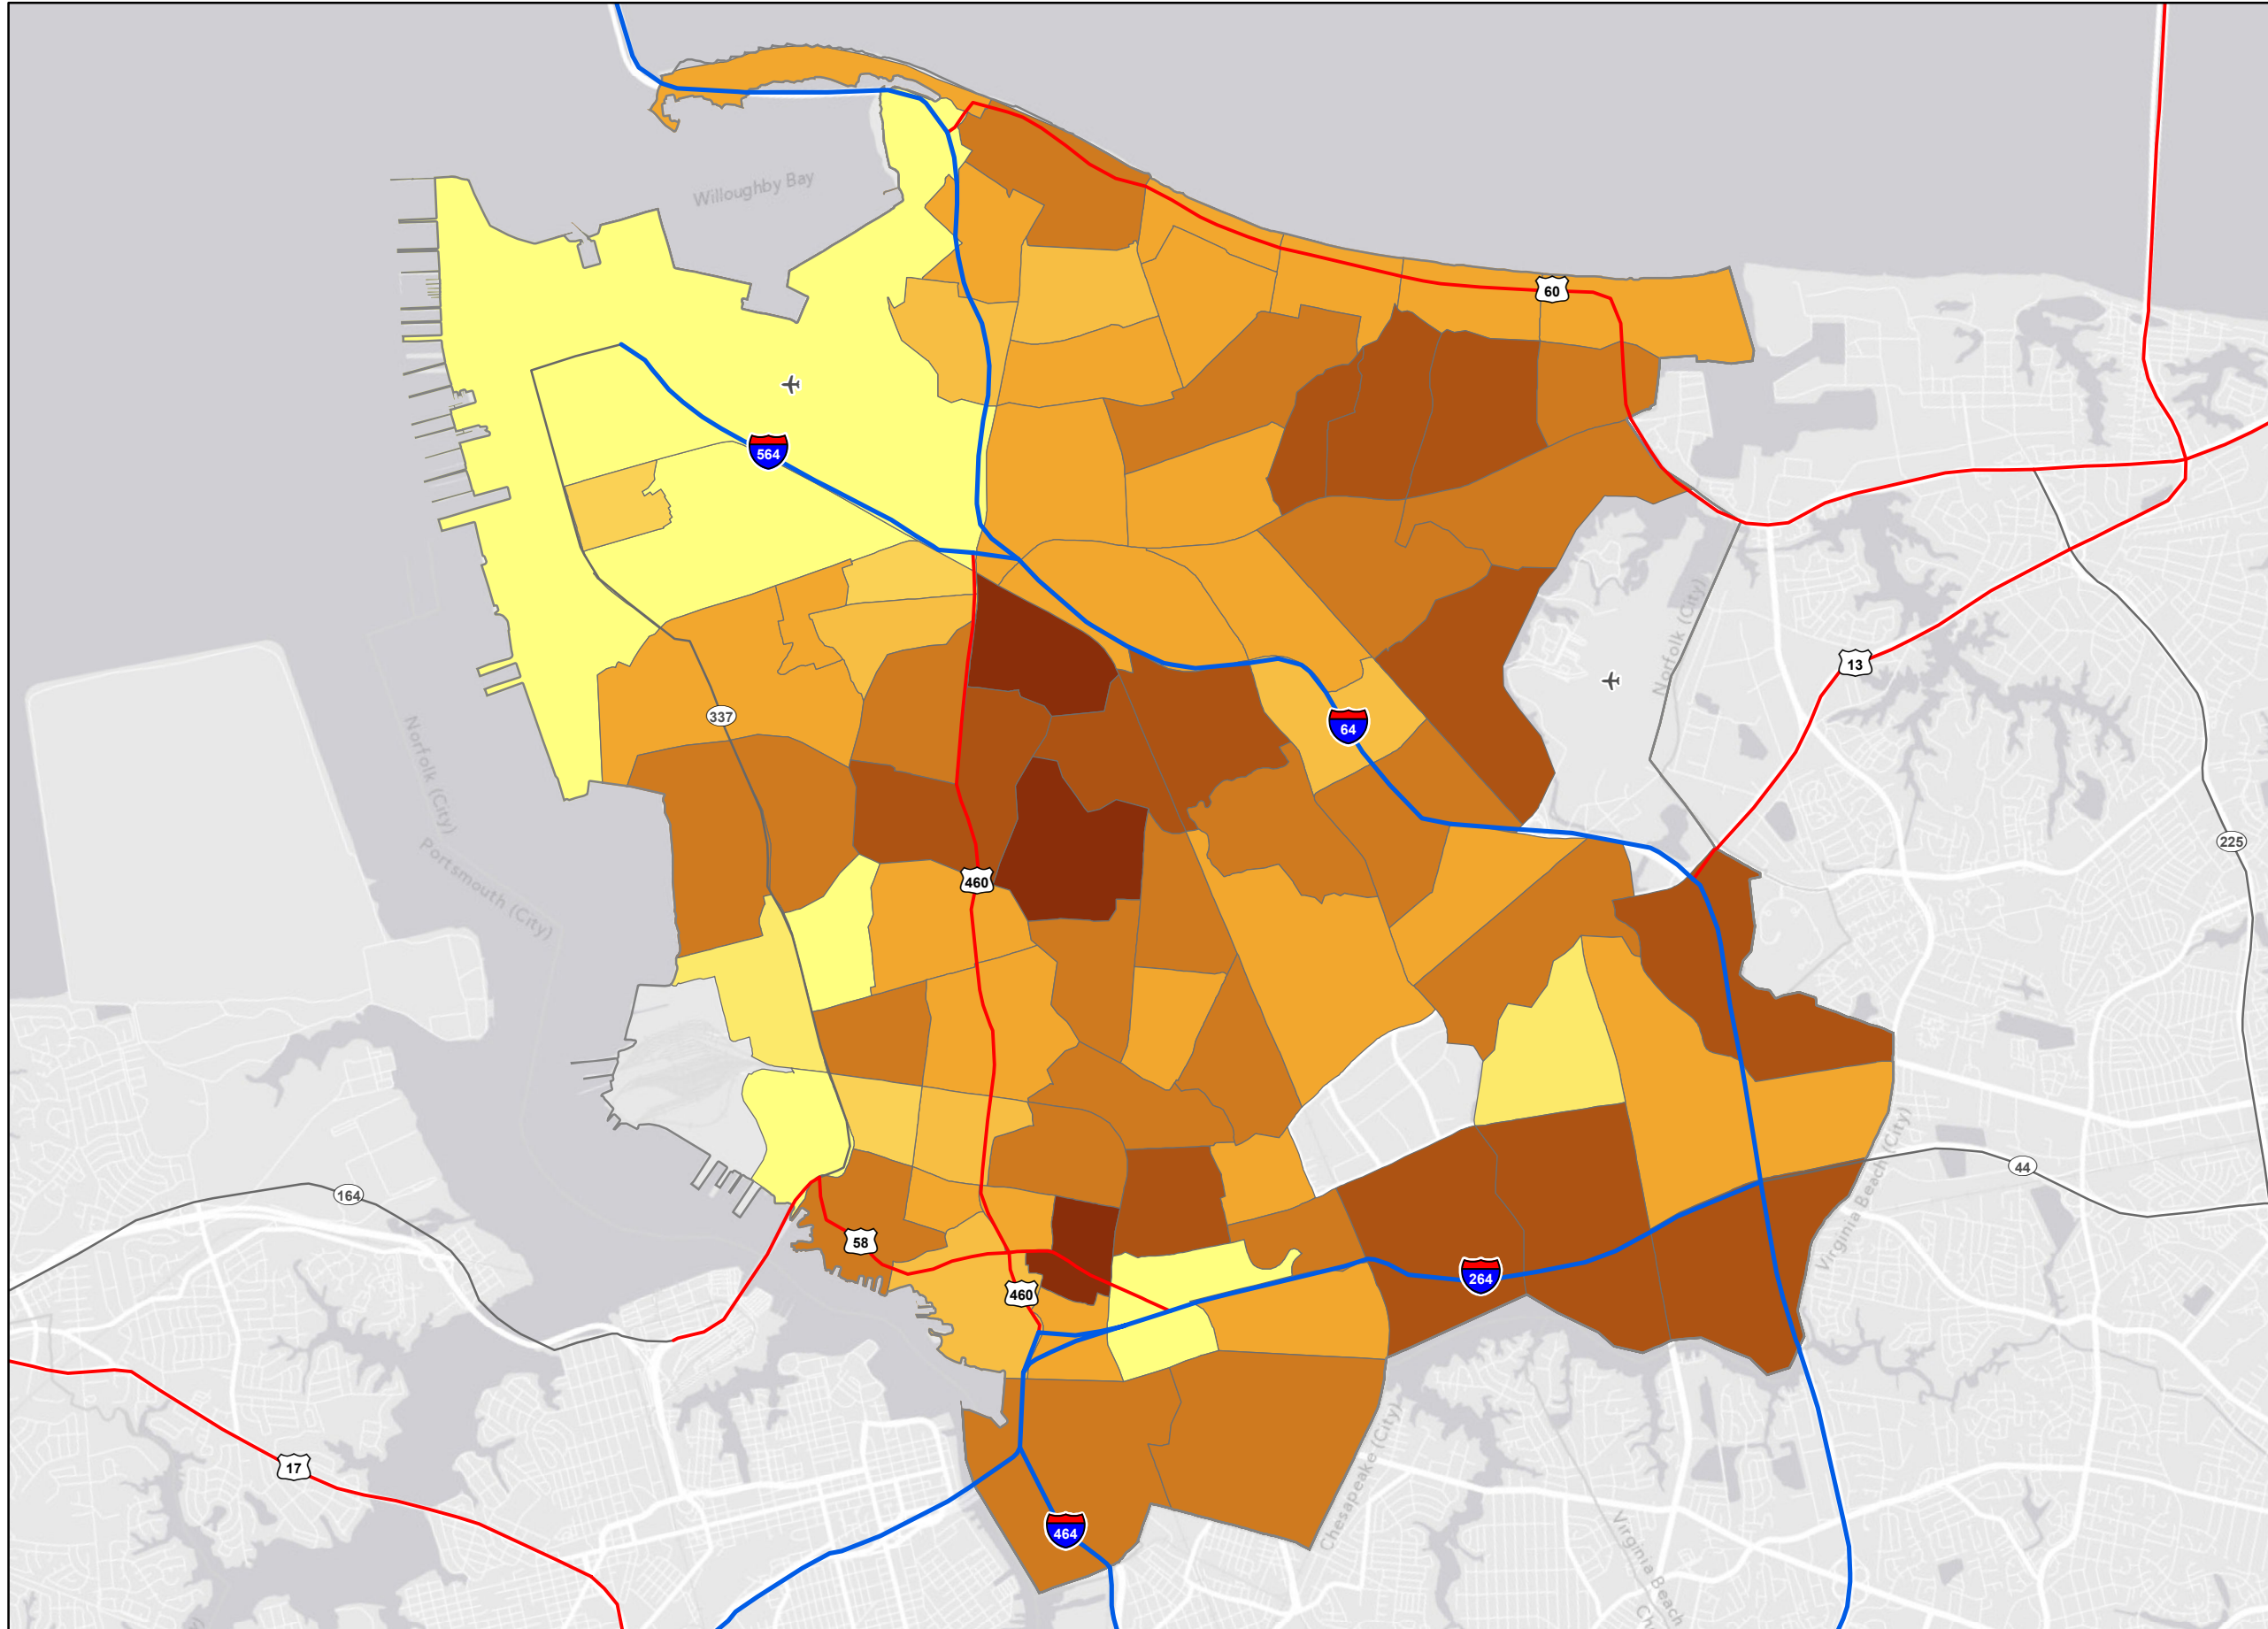 Willoughby Bay
60
564
Norfolk (City)
13
337
64
Norfolk (City)
Portsmouth (City)
225
460
164
44
58
Virginia Beach (City)
264
460
Chesapeake (City)
17
464
Virginia Beach